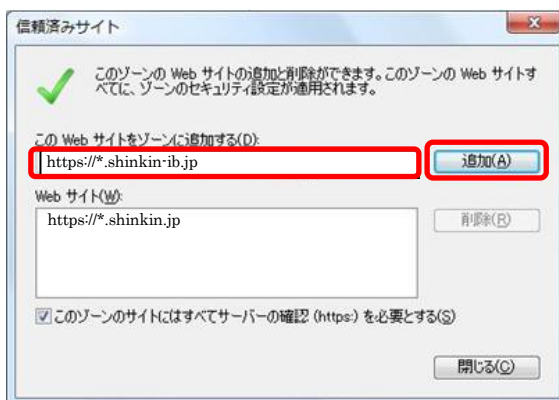 信頼済みサイト
このゾーンの Web サイトの追加と削除ができます。このゾーンの Web サイトす
べてに、ゾーンのセキュリティ設定が適用されます。
この Web サイトをゾーンに追加する(D):
https://*.shinkin-ib.jp
追加(A)
Web サイト(W):
https://*.shinkin.jp
削除(R)
このゾーンのサイトにはすべてサーバーの確認 (https:) を必要とする(S)
閉じる(C)